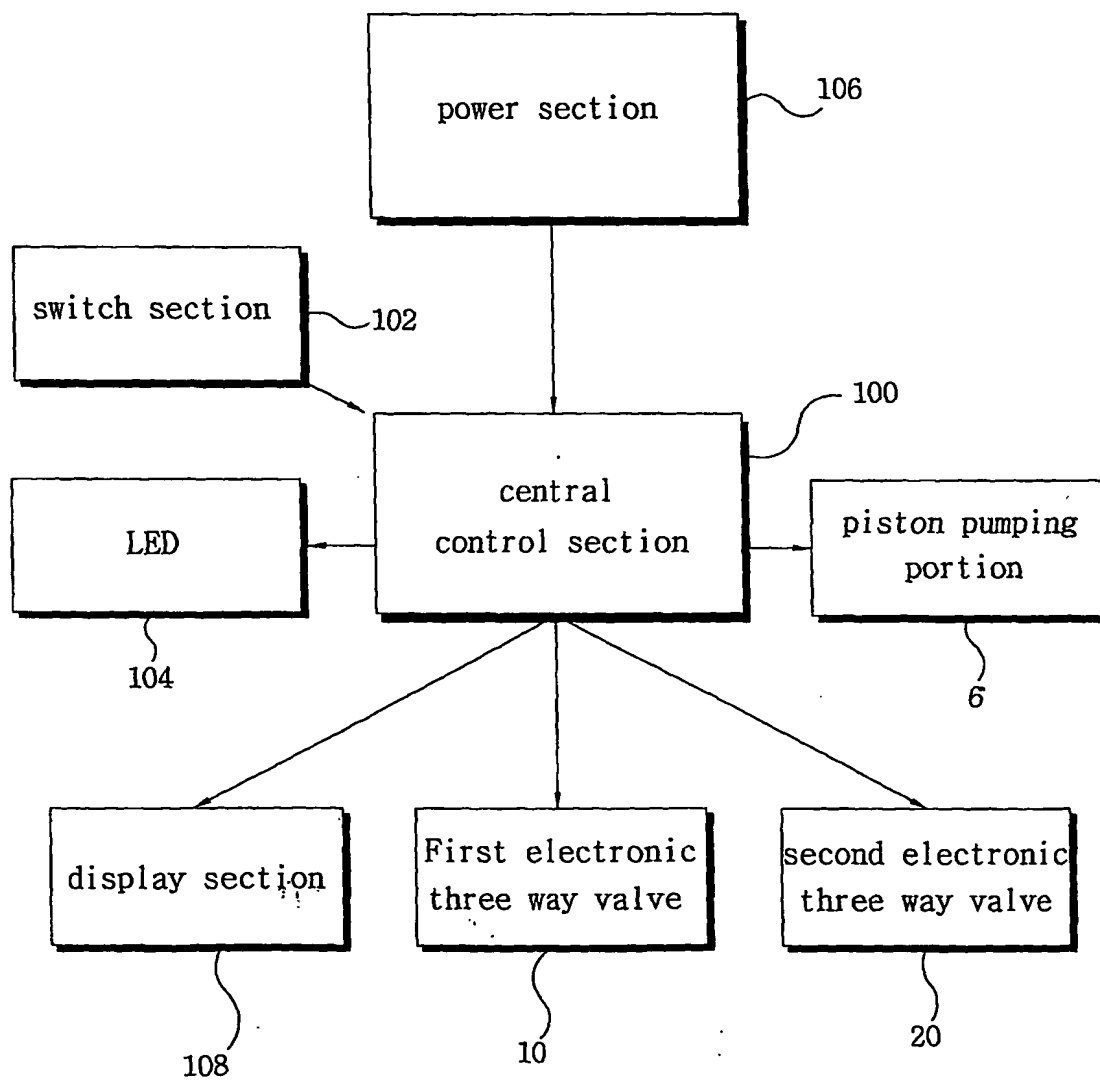 power section
106
switch section
102
100
central
control section
LED
104
piston pumping
portion
6
display section
108
First electronic
three way valve
10
second electronic
three way valve
20